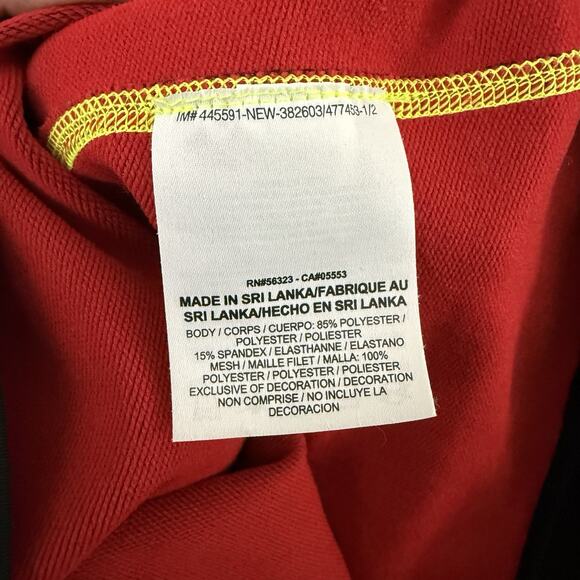 IM# 445591-NEW-382603/477453-1/2
RN#56323 - CA#05553
MADE IN SRI LANKA/FABRIQUE AU
SRI LANKA/HECHO EN SRI LANKA
BODY / CORPS / CUERPO: 85% POLYESTER /
POLYESTER / POLIESTER
15% SPANDEX / ELASTHANNE / ELASTANO
MESH / MAILLE FILET / MALLA: 100%
POLYESTER / POLYESTER / POLIESTER
EXCLUSIVE OF DECORATION / DECORATION
NON COMPRISE / NO INCLUYE LA
DECORACION